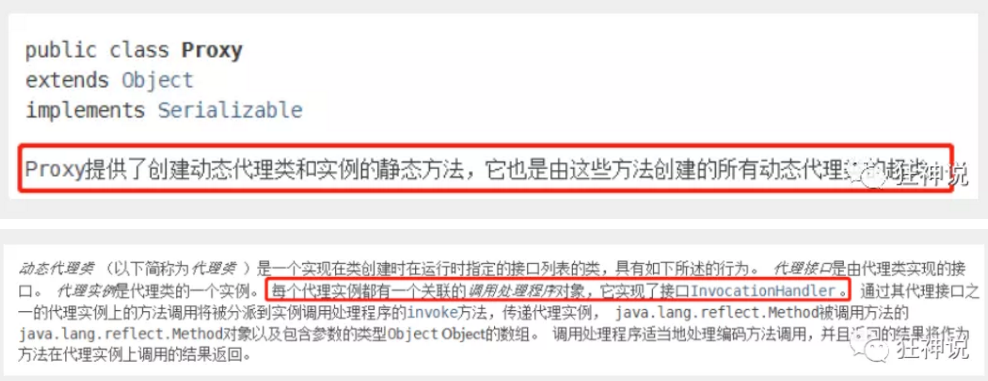 public class Proxy
extends Object
implements Serializable
Proxy提供了创建动态代理类和实例的静态方法，它也是由这些方法创建的所有动态代理类的超类
狂神说
动态代理类 （以下简称为代理类 ）是一个实现在类创建时在运行时指定的接口列表的类，具有如下所述的行为。 代理接口是由代理类实现的接
口。 代理实例是代理类的一个实例。 每个代理实例都有一个关联的调用处理程序对象，它实现了接口InvocationHandler 。 通过其代理接口之
一的代理实例上的方法调用将被分派到实例调用处理程序的invoke方法，传递代理实例， java.lang.reflect.Method被调用方法的
java.lang.reflect.Method对象以及包含参数的类型Object Object的数组。 调用处理程序适当地处理编码方法调用，并且返回的结果将作为
方法在代理实例上调用的结果返回。
狂神说